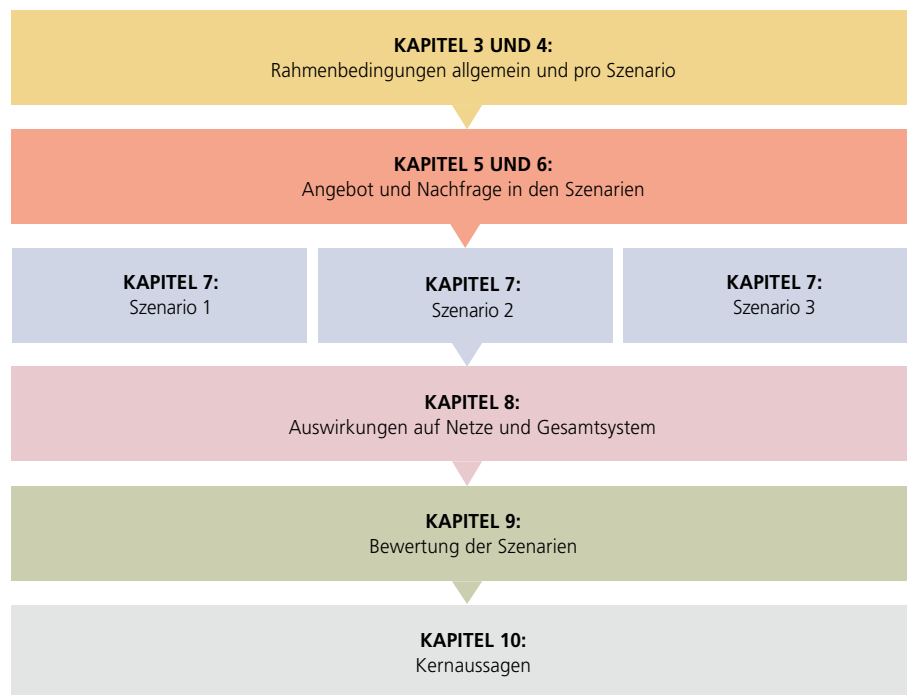 KAPITEL 3 UND 4:
Rahmenbedingungen allgemein und pro Szenario
KAPITEL 5 UND 6:
Angebot und Nachfrage in den Szenarien
KAPITEL 7:
Szenario 1
KAPITEL 7:
Szenario 2
KAPITEL 7:
Szenario 3
KAPITEL 8:
Auswirkungen auf Netze und Gesamtsystem
KAPITEL 9:
Bewertung der Szenarien
KAPITEL 10:
Kernaussagen